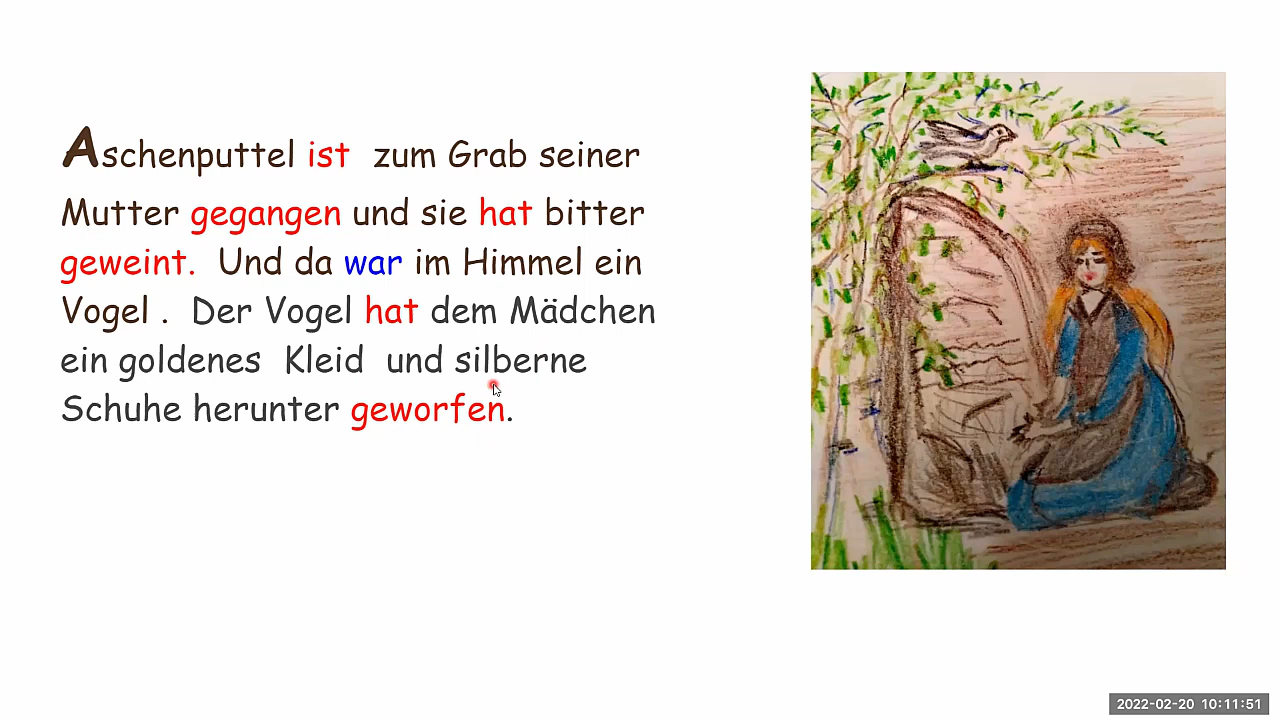 Aschenputtel ist zum Grab seiner
Mutter gegangen und sie hat bitter
geweint. Und da war im Himmel ein
Vogel . Der Vogel hat dem Mädchen
ein goldenes Kleid und silberne
Schuhe herunter geworfen.
2022-02-20 10:11:51